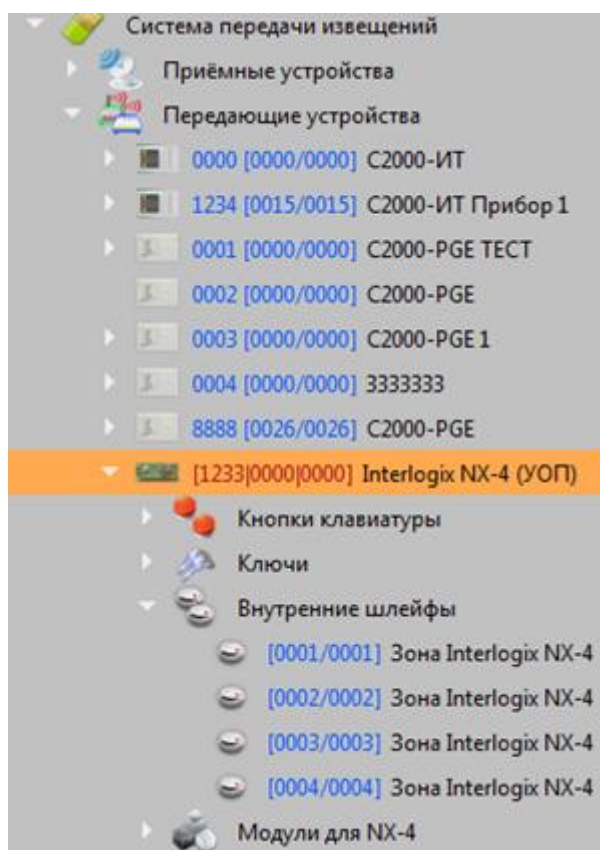 Система передачи извещений
Приёмные устройства
Передающие устройства
0000 [0000/0000] С2000-ИТ
1234 [0015/0015] С2000-ИТ Прибор 1
0001 [0000/0000] С2000-PGE ТЕСТ
0002 [0000/0000] С2000-PGE
0003 [0000/0000] С2000-PGE 1
0004 [0000/0000] 3333333
8888 [0026/0026] С2000-PGE
[1233|0000|0000] Interlogix NX-4 (УОП)
Кнопки клавиатуры
Ключи
Внутренние шлейфы
[0001/0001] Зона Interlogix NX-4
[0002/0002] Зона Interlogix NX-4
[0003/0003] Зона Interlogix NX-4
[0004/0004] Зона Interlogix NX-4
Модули для NX-4